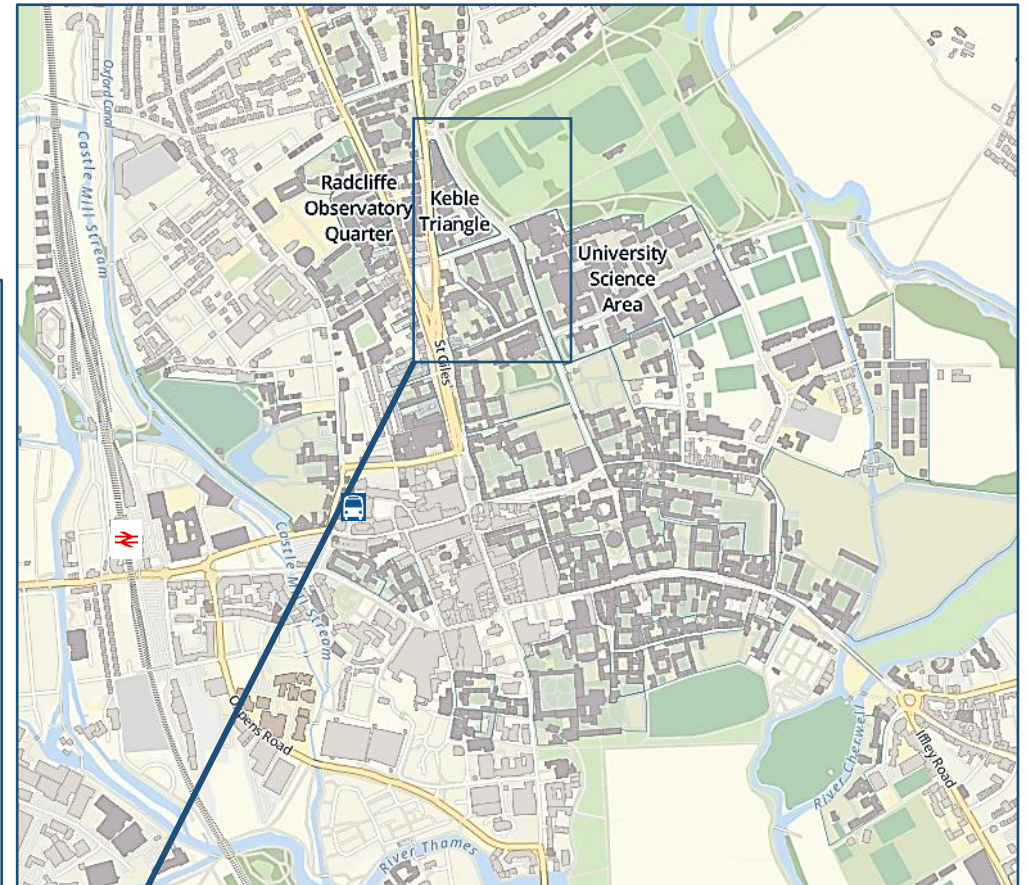 Oxford Canal
Castle Mill Stream
Radcliffe
Observatory
Quarter
Keble
Triangle
University
Science
Area
St Giles'
Castle Mill Stream
Oxpens Road
River Thames
River Cherwell
Iffley Road